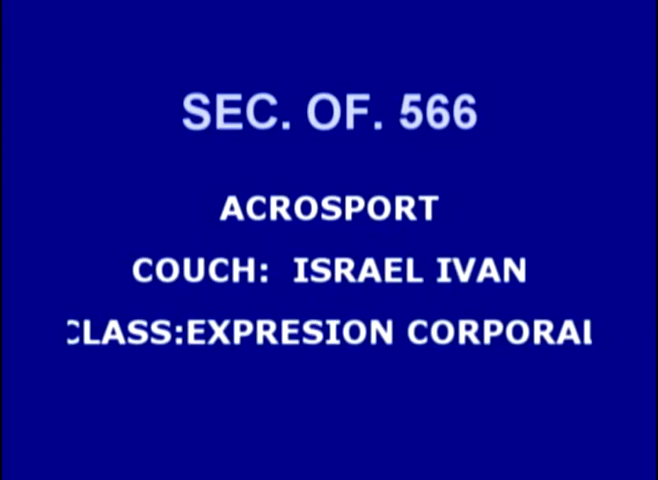 SEC. OF. 566
ACROSPORT
COUCH: ISRAEL IVAN
CLASS:EXPRESION CORPORAL